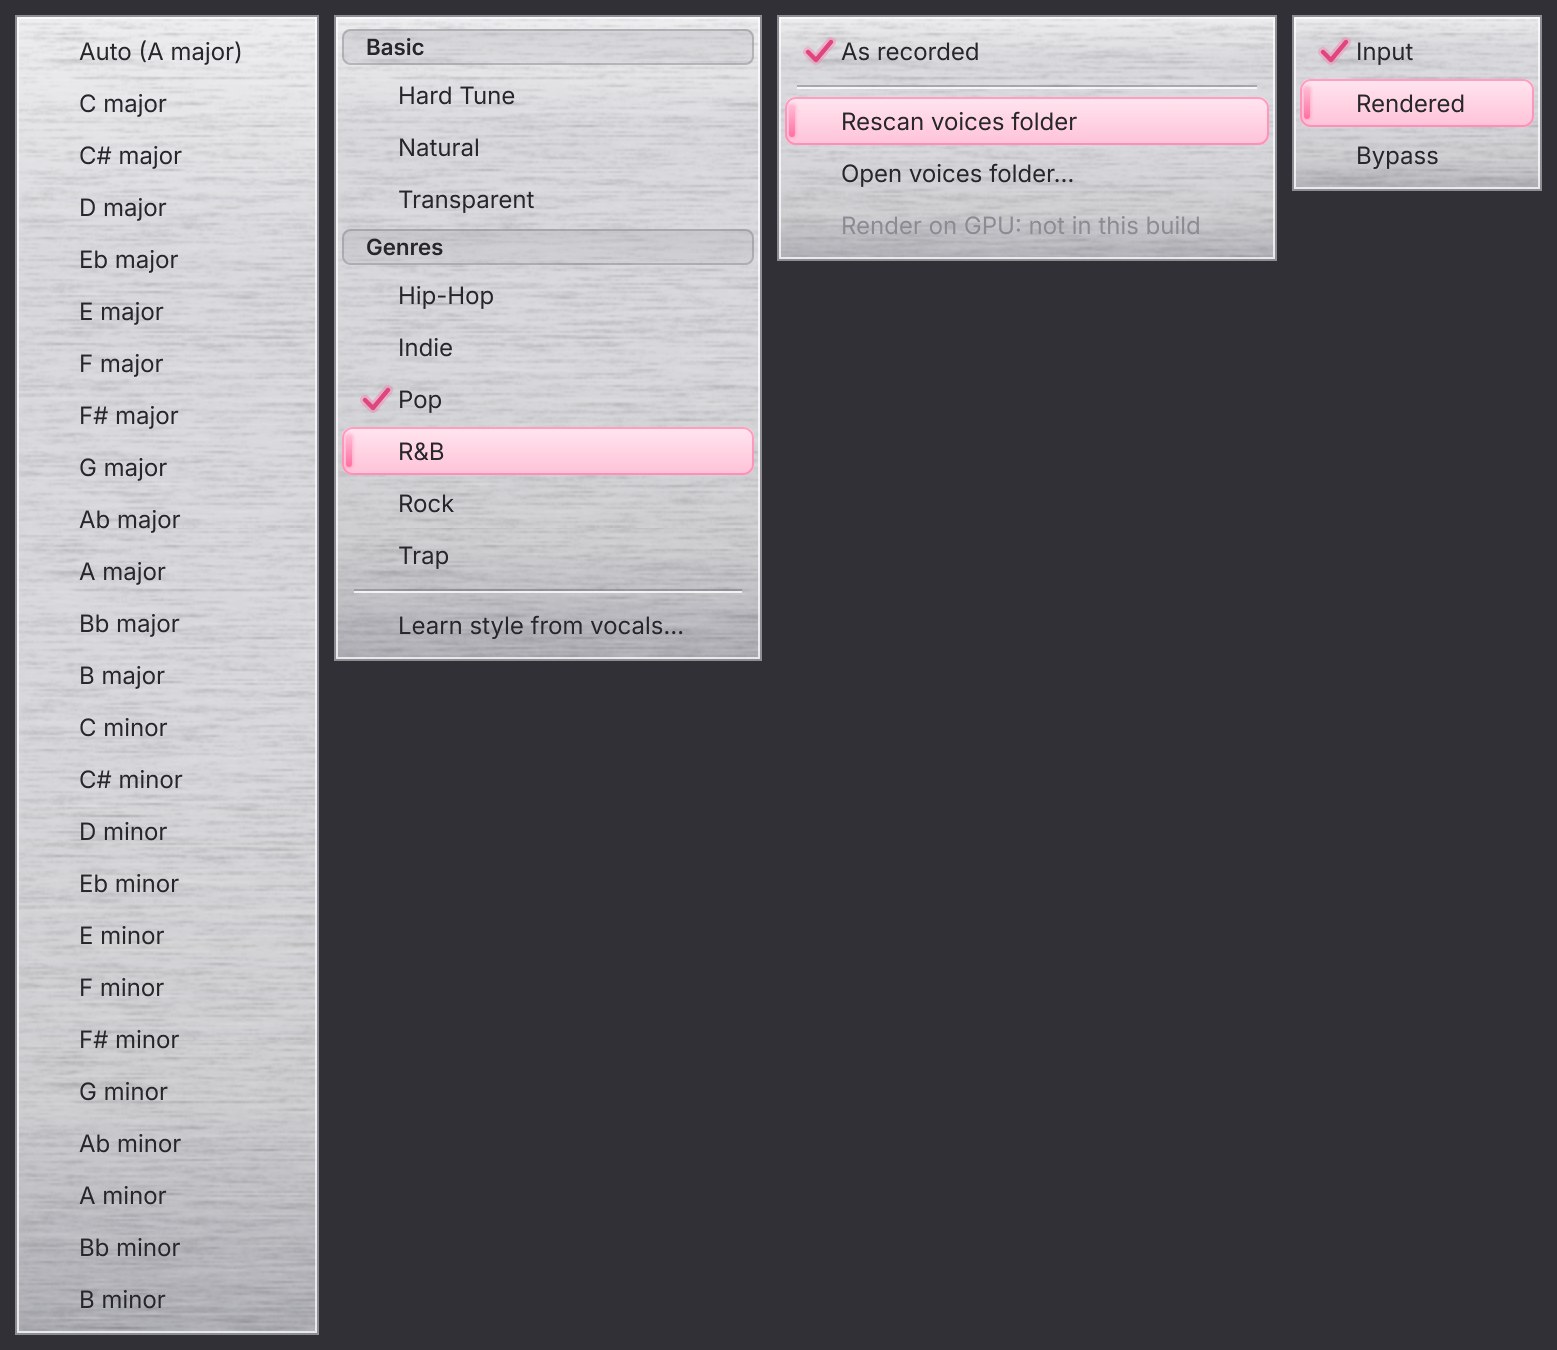 Auto (A major)
C major
C# major
D major
Eb major
E major
F major
F# major
G major
Ab major
A major
Bb major
B major
C minor
C# minor
D minor
Eb minor
E minor
F minor
F# minor
G minor
Ab minor
A minor
Bb minor
B minor
Basic
Hard Tune
Natural
Transparent
Genres
Hip-Hop
Indie
Pop
R&B
Rock
Trap
Learn style from vocals...
As recorded
Rescan voices folder
Open voices folder...
Render on GPU: not in this build
Input
Rendered
Bypass